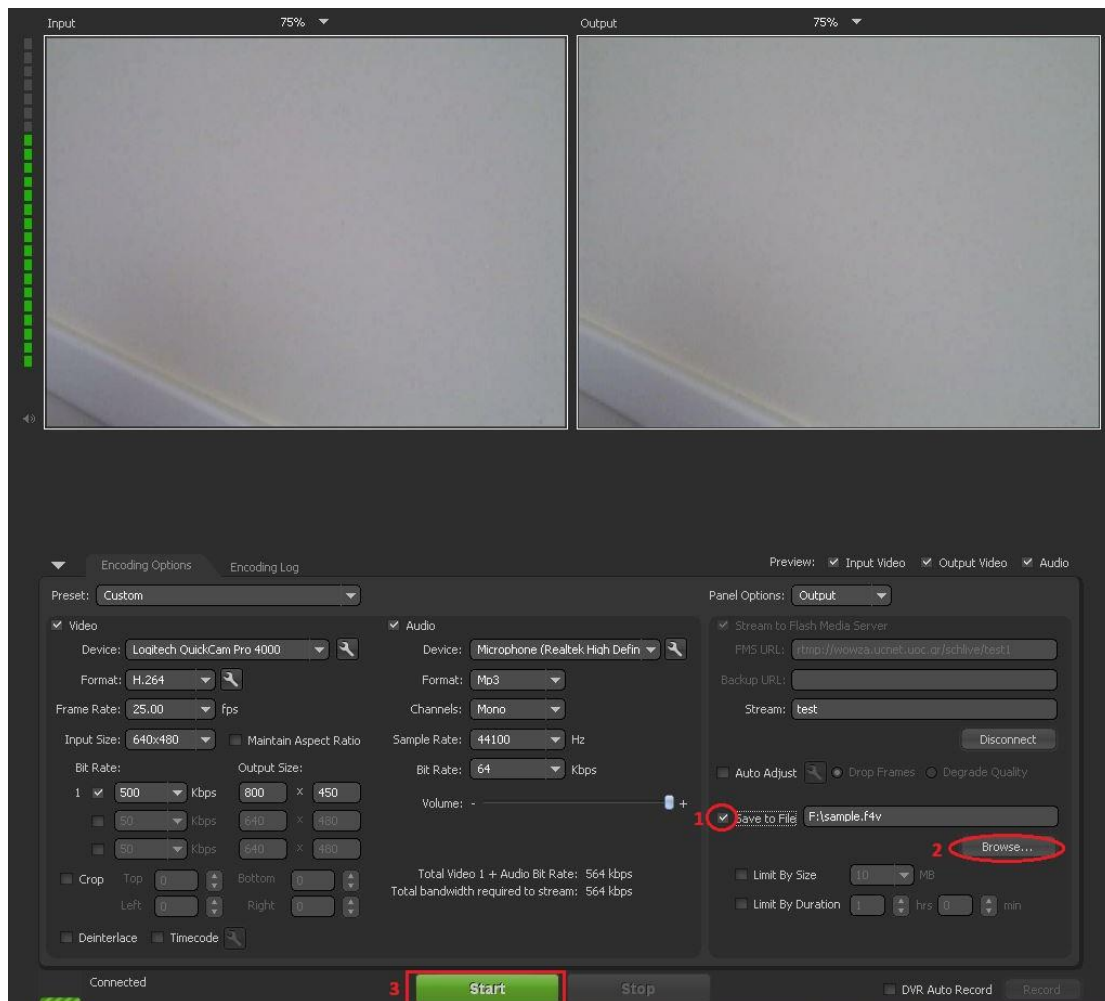 Input 75% Output 75%
Encoding Options Encoding Log Preview: Input Video Output Video Audio
Preset: Custom Panel Options: Output
Video Audio Stream to Flash Media Server
Device: Logitech QuickCam Pro 4000 Device: Microphone (Realtek High Defin FMS URL: rtmp://wowza.ucnet.uoc.gr/schlive/test1
Format: H.264 Format: Mp3 Backup URL:
Frame Rate: 25.00 fps Channels: Mono Stream: test
Input Size: 640x480 Maintain Aspect Ratio Sample Rate: 44100 Hz Disconnect
Bit Rate: Output Size: Bit Rate: 64 Kbps Auto Adjust Drop Frames Degrade Quality
1 500 Kbps 800 x 450 Volume: - + 1 Save to File F:\sample.f4v
50 Kbps 640 x 480
50 Kbps 640 x 480 2 Browse...
Crop Top 0 Bottom 0 Total Video 1 + Audio Bit Rate: 564 kbps Limit By Size 10 MB
Left 0 Right 0 Total bandwidth required to stream: 564 kbps Limit By Duration 1 hrs 0 min
Deinterlace Timecode
Connected 3 Start Stop DVR Auto Record Record